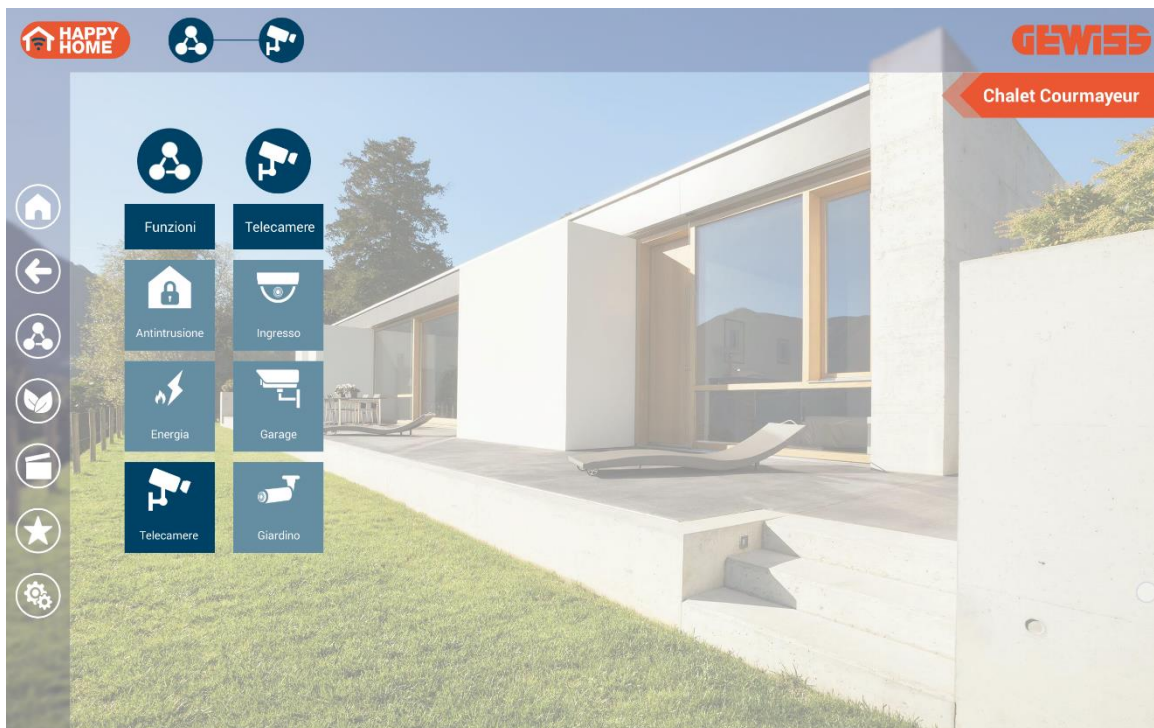 HAPPY
HOME
GEWISS
Chalet Courmayeur
Funzioni
Telecamere
Antintrusione
Ingresso
Energia
Garage
Telecamere
Giardino